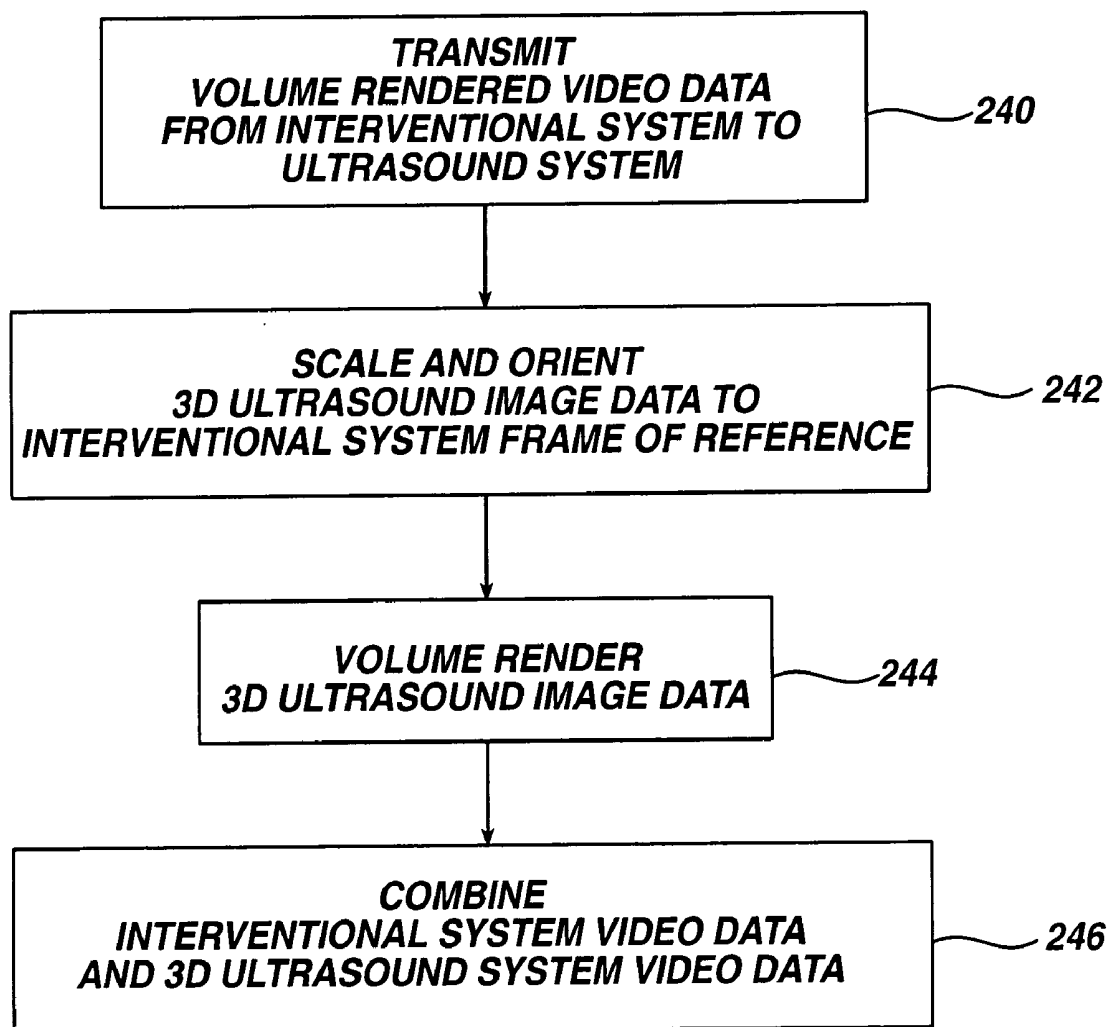 TRANSMIT
VOLUME RENDERED VIDEO DATA
FROM INTERVENTIONAL SYSTEM TO
ULTRASOUND SYSTEM
240
SCALE AND ORIENT
3D ULTRASOUND IMAGE DATA TO
INTERVENTIONAL SYSTEM FRAME OF REFERENCE
242
VOLUME RENDER
3D ULTRASOUND IMAGE DATA
244
COMBINE
INTERVENTIONAL SYSTEM VIDEO DATA
AND 3D ULTRASOUND SYSTEM VIDEO DATA
246